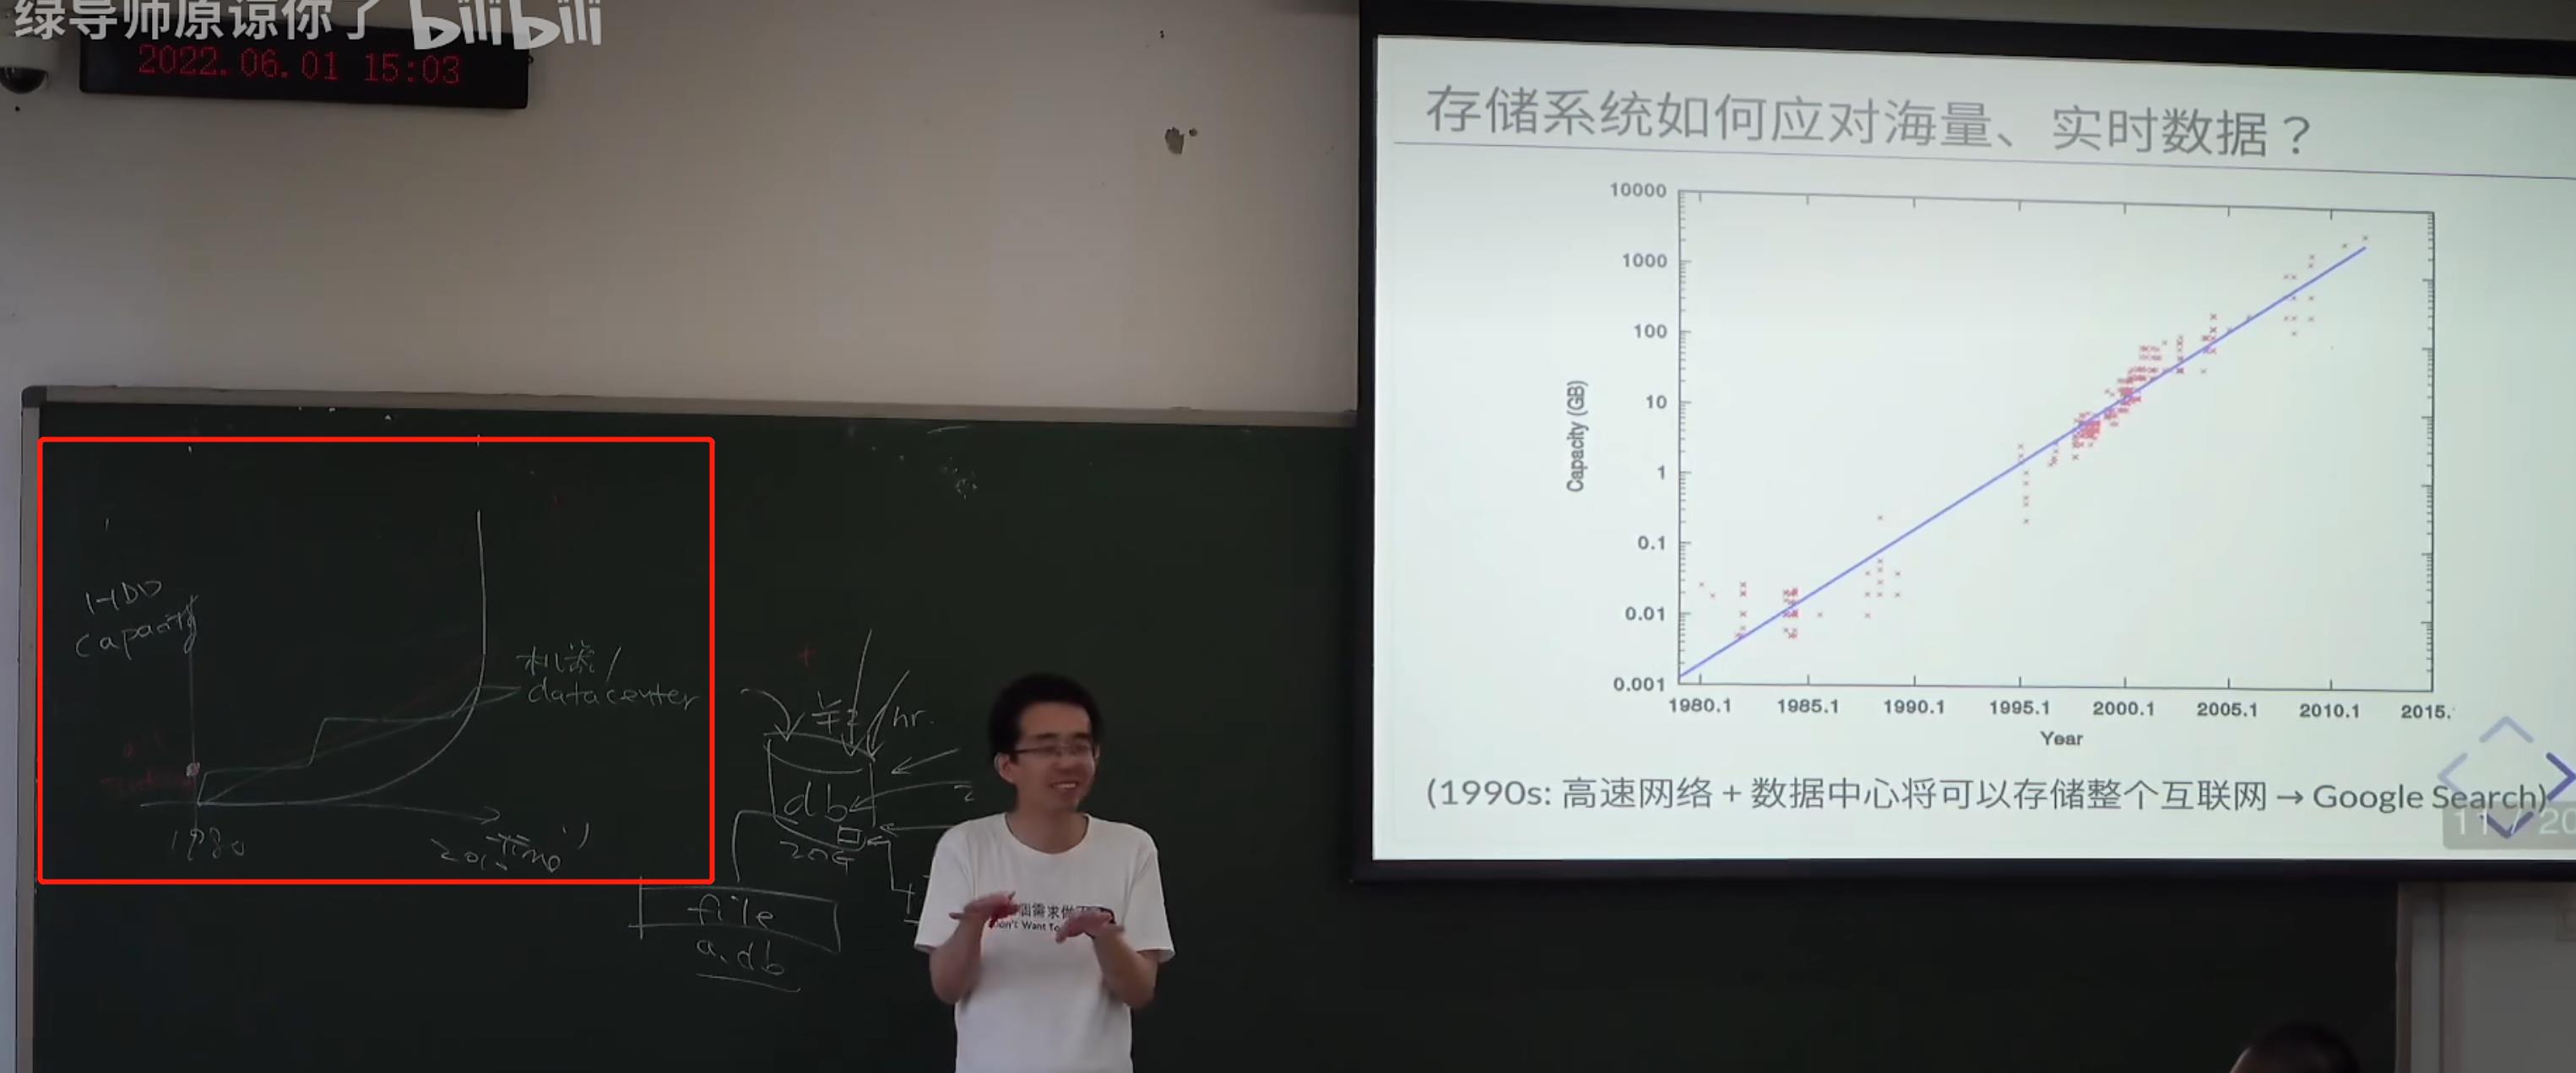 绿导师原谅你了 bilibili
2022.06.01 15:03
存储系统如何应对海量、实时数据？
10000
1000
100
10
1
0.1
0.01
0.001
Capacity (GB)
1980.1 1985.1 1990.1 1995.1 2000.1 2005.1 2010.1 2015.
Year
(1990s: 高速网络 + 数据中心将可以存储整个互联网 → Google Search)
11 / 20
HDD
Capacity
机房/
datacenter
1980
hr.
db
20G
file
a.db
n't Want To